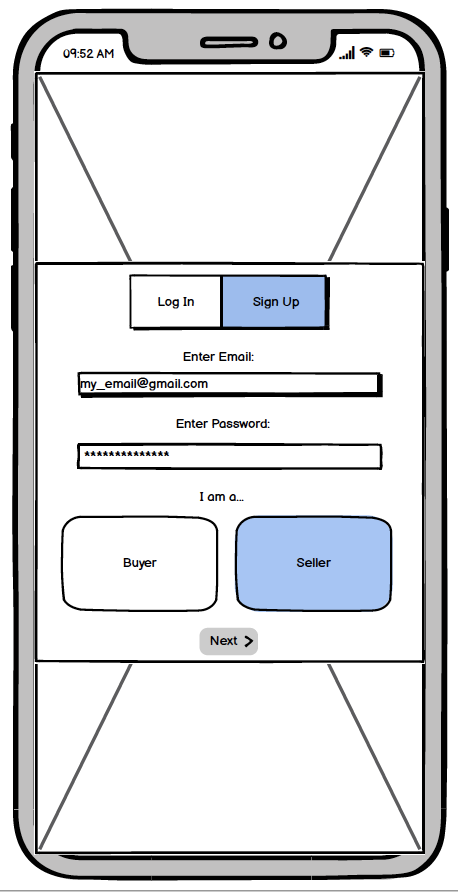 09:52 AM
Log In
Sign Up
Enter Email:
my_email@gmail.com
Enter Password:
**************
I am a...
Buyer
Seller
Next